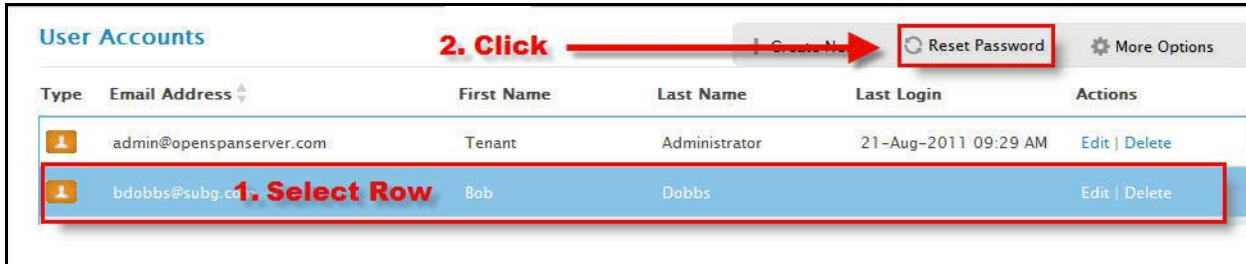 User Accounts
2. Click
Reset Password
More Options
Type Email Address First Name Last Name Last Login Actions
admin@openspanserver.com Tenant Administrator 21-Aug-2011 09:29 AM Edit | Delete
1. Select Row
Bob Dobbs Edit | Delete